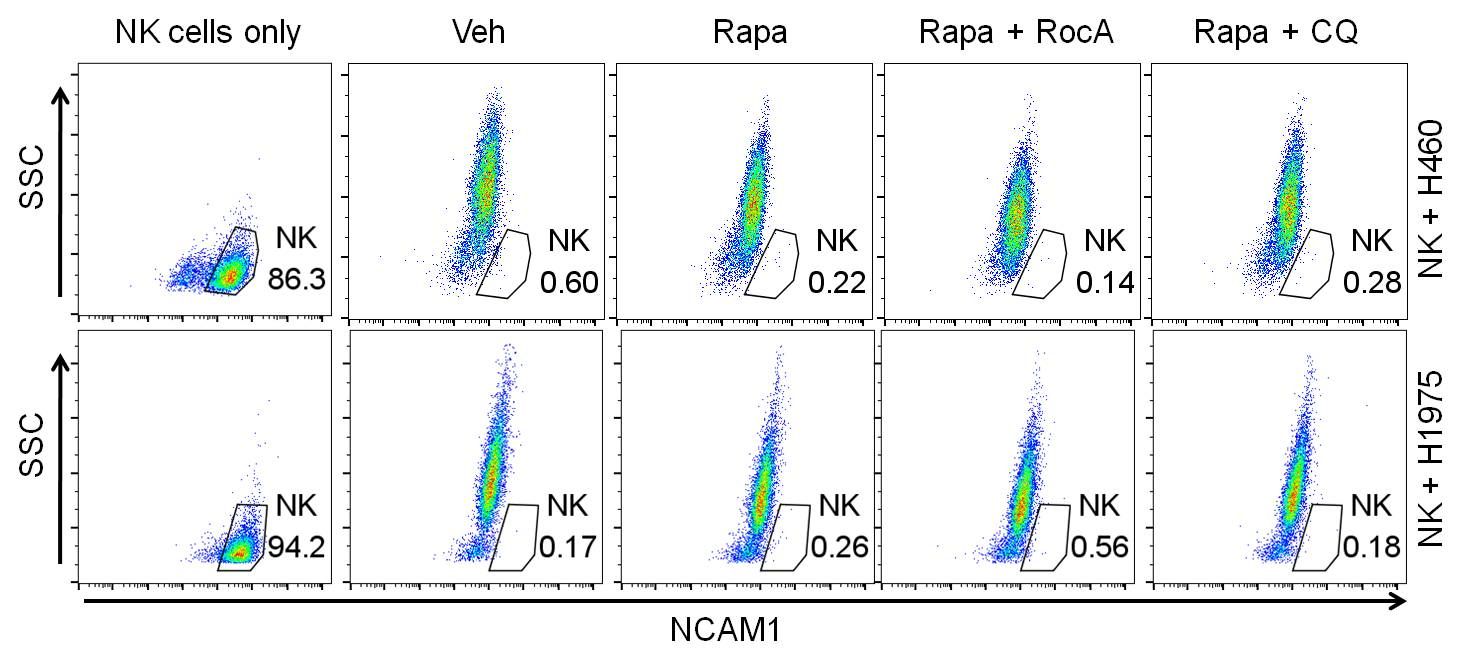 NK cells only Veh Rapa Rapa + RocA Rapa + CQ
SSC
NK
86.3
NK
0.60
NK
0.22
NK
0.14
NK
0.28
NK + H460
SSC
NK
94.2
NK
0.17
NK
0.26
NK
0.56
NK
0.18
NK + H1975
NCAM1